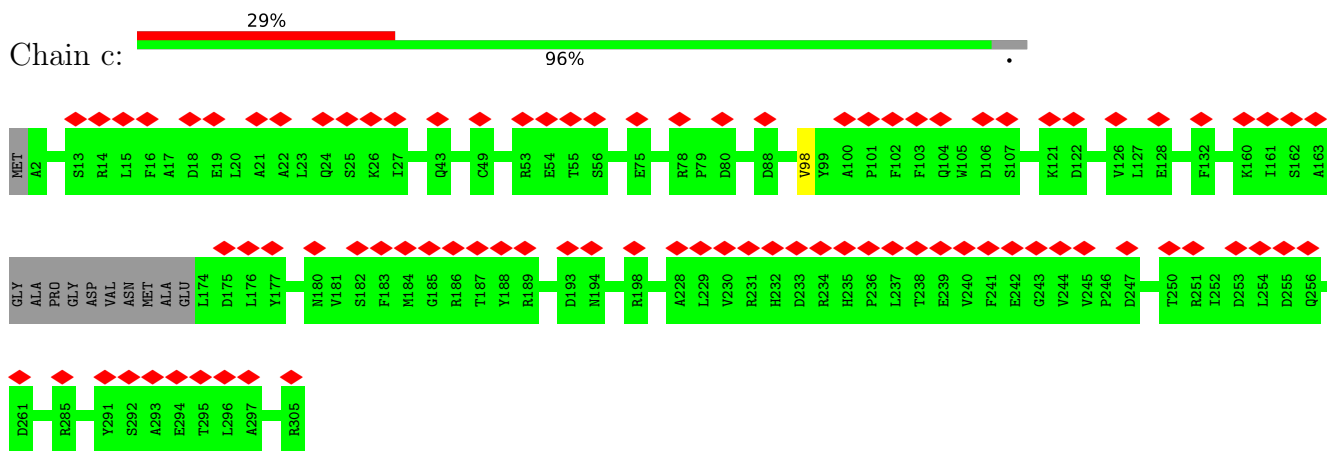 29%
Chain c:
96%
.
MET A2 S13 R14 L15 F16 A17 D18 E19 L20 A21 A22 L23 Q24 S25 K26 I27 Q43 C49 R53 E54 T55 S56 E75 R78 P79 D80 D88 V98 Y99 A100 P101 F102 F103 Q104 W105 D106 S107 K121 D122 V126 L127 E128 F132 K160 I161 S162 A163
GLY ALA PRO GLY ASP VAL ASN MET ALA GLU L174 D175 L176 Y177 N180 V181 S182 F183 M184 G185 R186 T187 Y188 R189 D193 N194 R198 A228 L229 V230 R231 H232 D233 R234 H235 P236 L237 T238 E239 V240 F241 E242 G243 V244 V245 P246 D247 T250 R251 I252 D253 L254 D255 Q256
D261 R285 Y291 S292 A293 E294 T295 L296 A297 R305